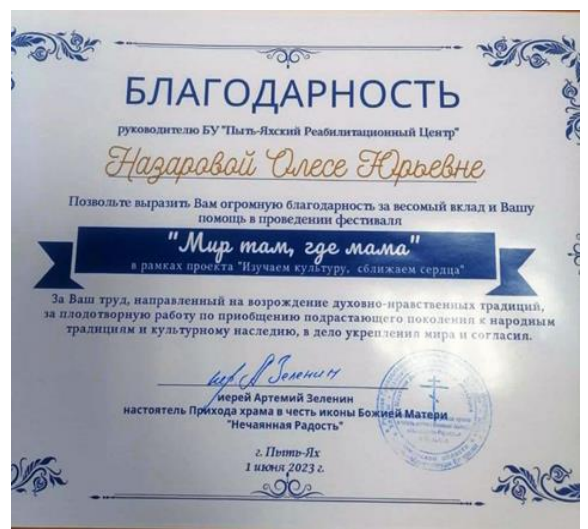 БЛАГОДАРНОСТЬ
руководителю БУ "Пыть-Яхский Реабилитационный Центр"
Назаровой Олесе Юрьевне
Позвольте выразить Вам огромную благодарность за весомый вклад и Вашу
помощь в проведении фестиваля
"Мир там, где мама"
в рамках проекта "Изучаем культуру, сближаем сердца"
За Ваш труд, направленный на возрождение духовно-нравственных традиций,
за плодотворную работу по приобщению подрастающего поколения к народным
традициям и культурному наследию, в дело укрепления мира и согласия.
иер А Зеленин
иерей Артемий Зеленин
настоятель Прихода храма в честь иконы Божией Матери
"Нечаянная Радость"
г. Пыть-Ях
1 июня 2023 г.